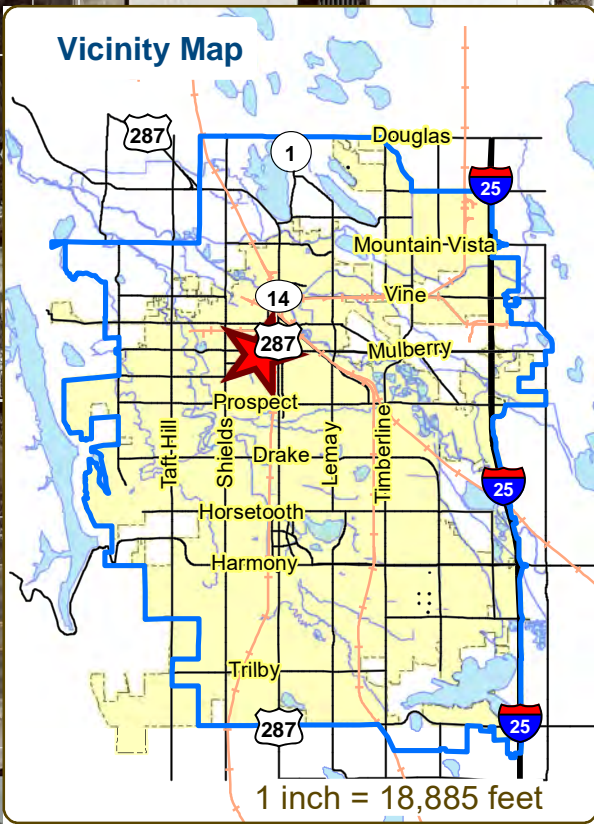 Vicinity Map
287
1
Douglas
25
Mountain-Vista
14
Vine
287
Mulberry
Prospect
Taft-Hill
Shields
Drake
Lemay
Timberline
25
Horsetooth
Harmony
Trilby
287
25
1 inch = 18,885 feet